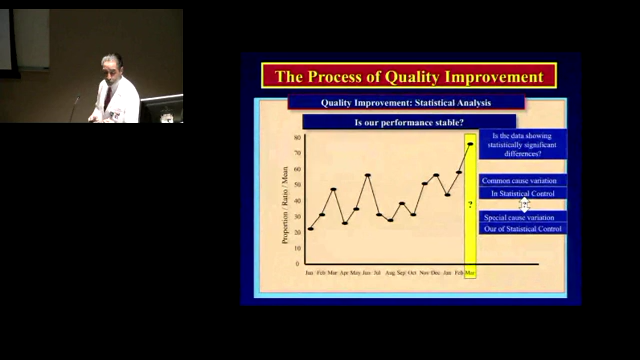 The Process of Quality Improvement
Quality Improvement: Statistical Analysis
Is our performance stable?
80
70
60
50
40
30
20
10
0
Proportion / Ratio / Mean
Jan Feb Mar Apr May Jun Jul Aug Sep Oct Nov Dec Jan Feb Mar
?
Is the data showing
statistically significant
differences?
Common cause variation
In Statistical Control
?
Special cause variation
Our of Statistical Control